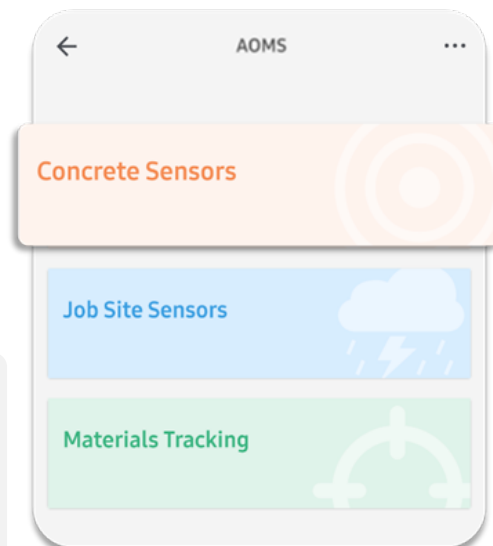 AOMS
Concrete Sensors
Job Site Sensors
Materials Tracking